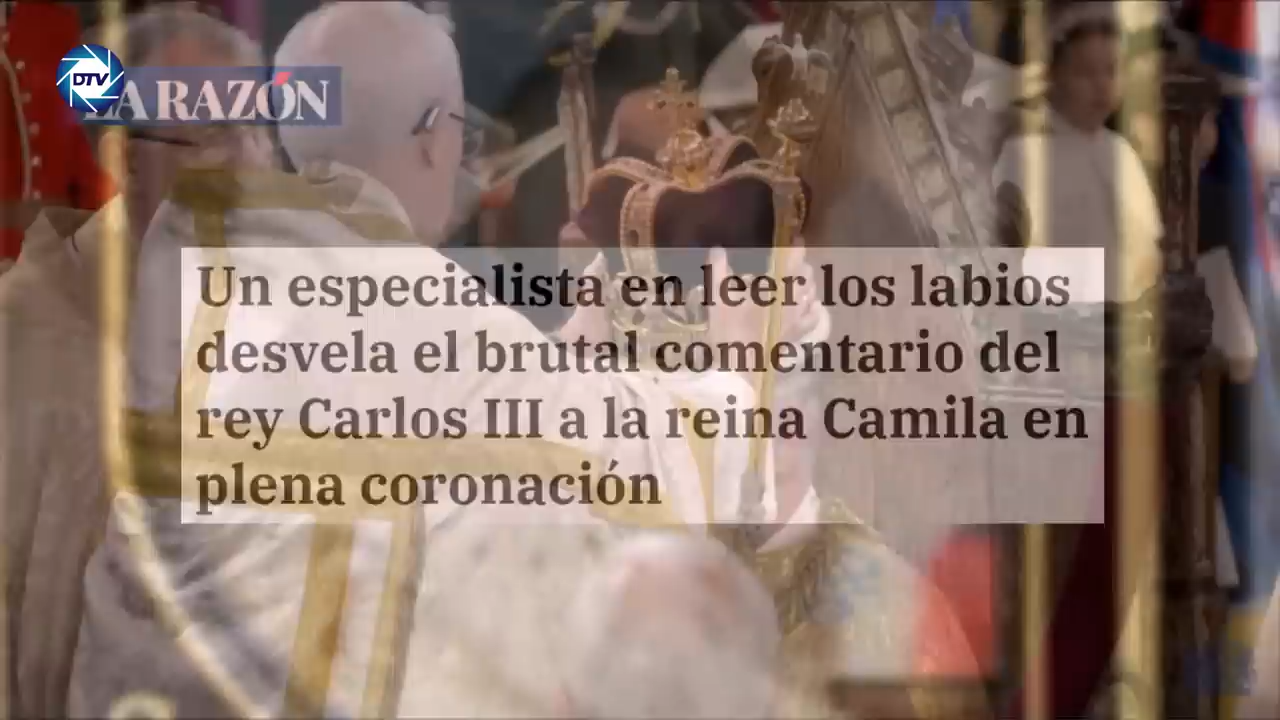 DTV
LA RAZÓN
Un especialista en leer los labios
desvela el brutal comentario del
rey Carlos III a la reina Camila en
plena coronación